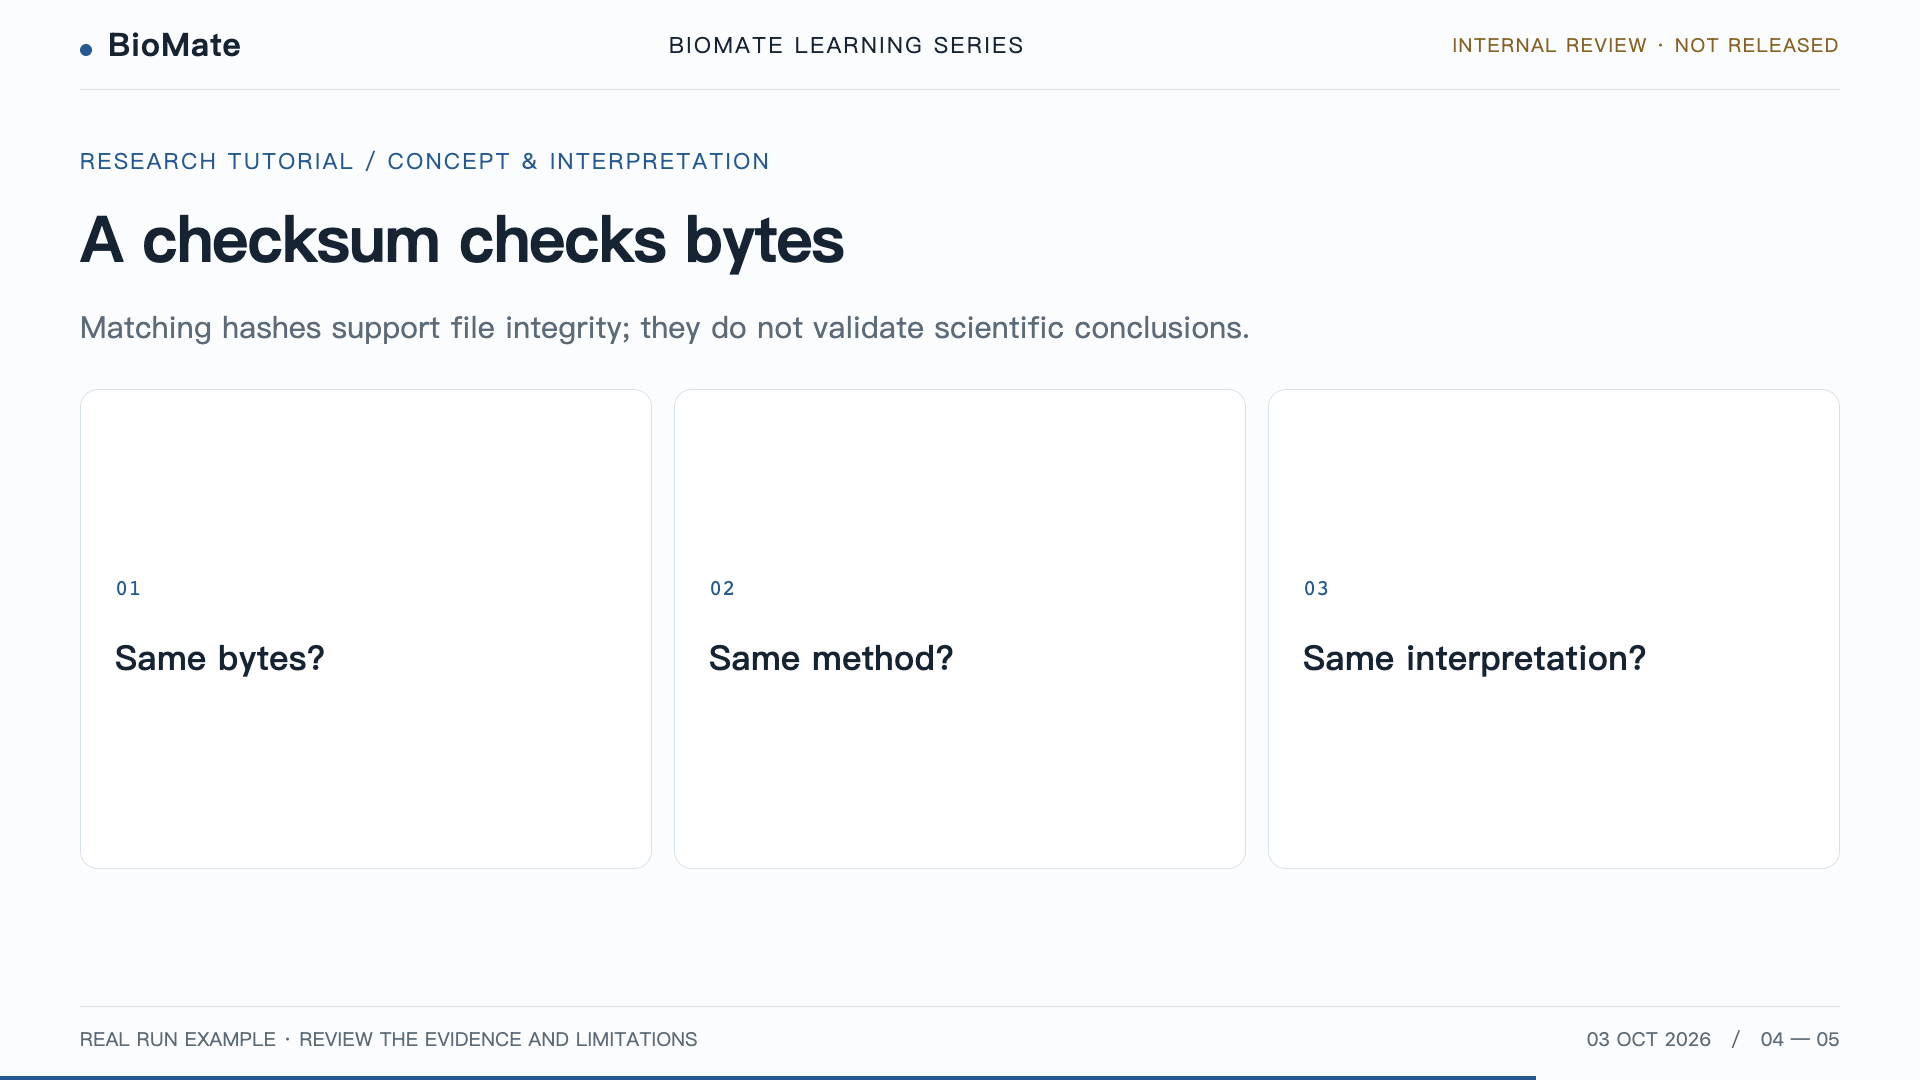 BioMate
BIOMATE LEARNING SERIES
INTERNAL REVIEW · NOT RELEASED
RESEARCH TUTORIAL / CONCEPT & INTERPRETATION
A checksum checks bytes
Matching hashes support file integrity; they do not validate scientific conclusions.
01
Same bytes?
02
Same method?
03
Same interpretation?
REAL RUN EXAMPLE · REVIEW THE EVIDENCE AND LIMITATIONS
03 OCT 2026 / 04 — 05